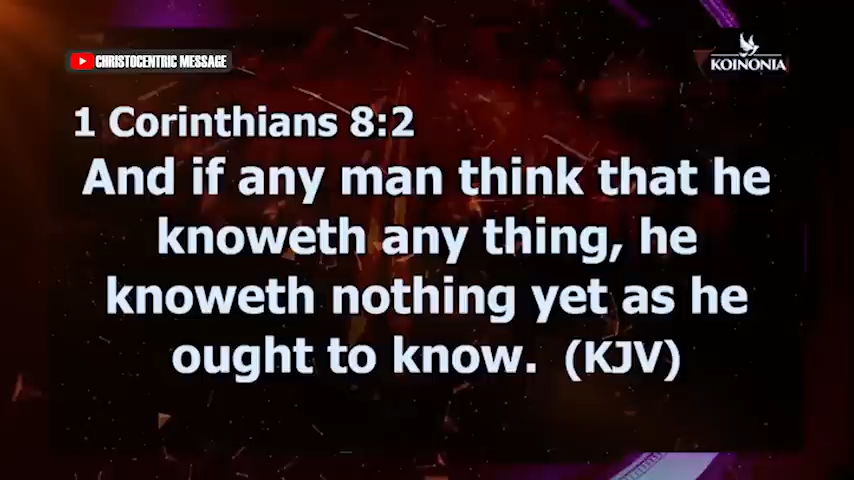 CHRISTOCENTRIC MESSAGE
KOINONIA
1 Corinthians 8:2
And if any man think that he
knoweth any thing, he
knoweth nothing yet as he
ought to know. (KJV)